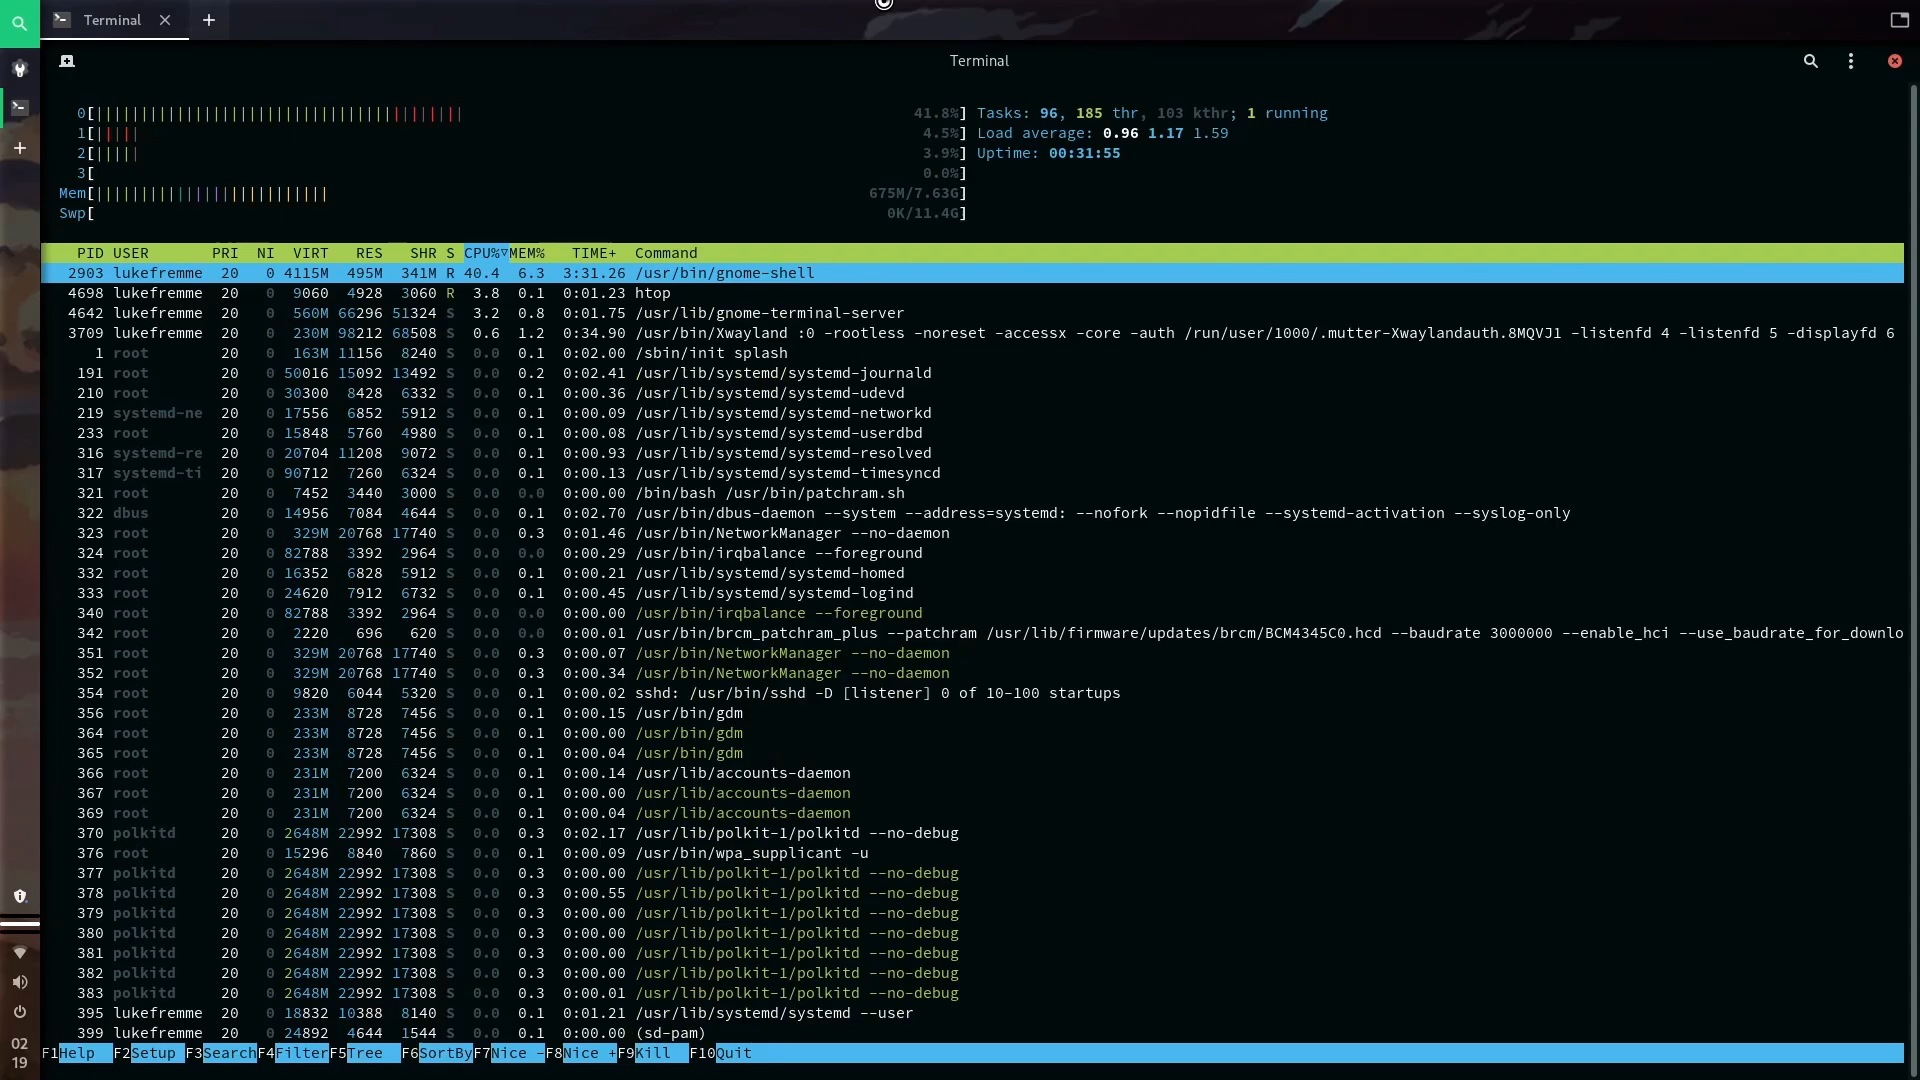 Terminal
Terminal
0[|||||||||||||||||||||||||||||||||||||||||41.8%] Tasks: 96, 185 thr, 103 kthr; 1 running
1[||||| 4.5%] Load average: 0.96 1.17 1.59
2[||||| 3.9%] Uptime: 00:31:55
3[ 0.0%]
Mem[||||||||||||||||||||||||||675M/7.63G]
Swp[ 0K/11.4G]
PID USER PRI NI VIRT RES SHR S CPU%▽MEM% TIME+ Command
2903 lukefremme 20 0 4115M 495M 341M R 40.4 6.3 3:31.26 /usr/bin/gnome-shell
4698 lukefremme 20 0 9060 4928 3060 R 3.8 0.1 0:01.23 htop
4642 lukefremme 20 0 560M 66296 51324 S 3.2 0.8 0:01.75 /usr/lib/gnome-terminal-server
3709 lukefremme 20 0 230M 98212 68508 S 0.6 1.2 0:34.90 /usr/bin/Xwayland :0 -rootless -noreset -accessx -core -auth /run/user/1000/.mutter-Xwaylandauth.8MQVJ1 -listenfd 4 -listenfd 5 -displayfd 6
1 root 20 0 163M 11156 8240 S 0.0 0.1 0:02.00 /sbin/init splash
191 root 20 0 50016 15092 13492 S 0.0 0.2 0:02.41 /usr/lib/systemd/systemd-journald
210 root 20 0 30300 8428 6332 S 0.0 0.1 0:00.36 /usr/lib/systemd/systemd-udevd
219 systemd-ne 20 0 17556 6852 5912 S 0.0 0.1 0:00.09 /usr/lib/systemd/systemd-networkd
233 root 20 0 15848 5760 4980 S 0.0 0.1 0:00.08 /usr/lib/systemd/systemd-userdbd
316 systemd-re 20 0 20704 11208 9072 S 0.0 0.1 0:00.93 /usr/lib/systemd/systemd-resolved
317 systemd-ti 20 0 90712 7260 6324 S 0.0 0.1 0:00.13 /usr/lib/systemd/systemd-timesyncd
321 root 20 0 7452 3440 3000 S 0.0 0.0 0:00.00 /bin/bash /usr/bin/patchram.sh
322 dbus 20 0 14956 7084 4644 S 0.0 0.1 0:02.70 /usr/bin/dbus-daemon --system --address=systemd: --nofork --nopidfile --systemd-activation --syslog-only
323 root 20 0 329M 20768 17740 S 0.0 0.3 0:01.46 /usr/bin/NetworkManager --no-daemon
324 root 20 0 82788 3392 2964 S 0.0 0.0 0:00.29 /usr/bin/irqbalance --foreground
332 root 20 0 16352 6828 5912 S 0.0 0.1 0:00.21 /usr/lib/systemd/systemd-homed
333 root 20 0 24620 7912 6732 S 0.0 0.1 0:00.45 /usr/lib/systemd/systemd-logind
340 root 20 0 82788 3392 2964 S 0.0 0.0 0:00.00 /usr/bin/irqbalance --foreground
342 root 20 0 2220 696 620 S 0.0 0.0 0:00.01 /usr/bin/brcm_patchram_plus --patchram /usr/lib/firmware/updates/brcm/BCM4345C0.hcd --baudrate 3000000 --enable_hci --use_baudrate_for_downlo
351 root 20 0 329M 20768 17740 S 0.0 0.3 0:00.07 /usr/bin/NetworkManager --no-daemon
352 root 20 0 329M 20768 17740 S 0.0 0.3 0:00.34 /usr/bin/NetworkManager --no-daemon
354 root 20 0 9820 6044 5320 S 0.0 0.1 0:00.02 sshd: /usr/bin/sshd -D [listener] 0 of 10-100 startups
356 root 20 0 233M 8728 7456 S 0.0 0.1 0:00.15 /usr/bin/gdm
364 root 20 0 233M 8728 7456 S 0.0 0.1 0:00.00 /usr/bin/gdm
365 root 20 0 233M 8728 7456 S 0.0 0.1 0:00.04 /usr/bin/gdm
366 root 20 0 231M 7200 6324 S 0.0 0.1 0:00.14 /usr/lib/accounts-daemon
367 root 20 0 231M 7200 6324 S 0.0 0.1 0:00.00 /usr/lib/accounts-daemon
369 root 20 0 231M 7200 6324 S 0.0 0.1 0:00.04 /usr/lib/accounts-daemon
370 polkitd 20 0 2648M 22992 17308 S 0.0 0.3 0:02.17 /usr/lib/polkit-1/polkitd --no-debug
376 root 20 0 15296 8840 7860 S 0.0 0.1 0:00.09 /usr/bin/wpa_supplicant -u
377 polkitd 20 0 2648M 22992 17308 S 0.0 0.3 0:00.00 /usr/lib/polkit-1/polkitd --no-debug
378 polkitd 20 0 2648M 22992 17308 S 0.0 0.3 0:00.55 /usr/lib/polkit-1/polkitd --no-debug
379 polkitd 20 0 2648M 22992 17308 S 0.0 0.3 0:00.00 /usr/lib/polkit-1/polkitd --no-debug
380 polkitd 20 0 2648M 22992 17308 S 0.0 0.3 0:00.00 /usr/lib/polkit-1/polkitd --no-debug
381 polkitd 20 0 2648M 22992 17308 S 0.0 0.3 0:00.00 /usr/lib/polkit-1/polkitd --no-debug
382 polkitd 20 0 2648M 22992 17308 S 0.0 0.3 0:00.00 /usr/lib/polkit-1/polkitd --no-debug
383 polkitd 20 0 2648M 22992 17308 S 0.0 0.3 0:00.01 /usr/lib/polkit-1/polkitd --no-debug
395 lukefremme 20 0 18832 10388 8140 S 0.0 0.1 0:01.21 /usr/lib/systemd/systemd --user
399 lukefremme 20 0 24892 4644 1544 S 0.0 0.1 0:00.00 (sd-pam)
F1Help F2Setup F3SearchF4FilterF5Tree F6SortByF7Nice -F8Nice +F9Kill F10Quit
02
19